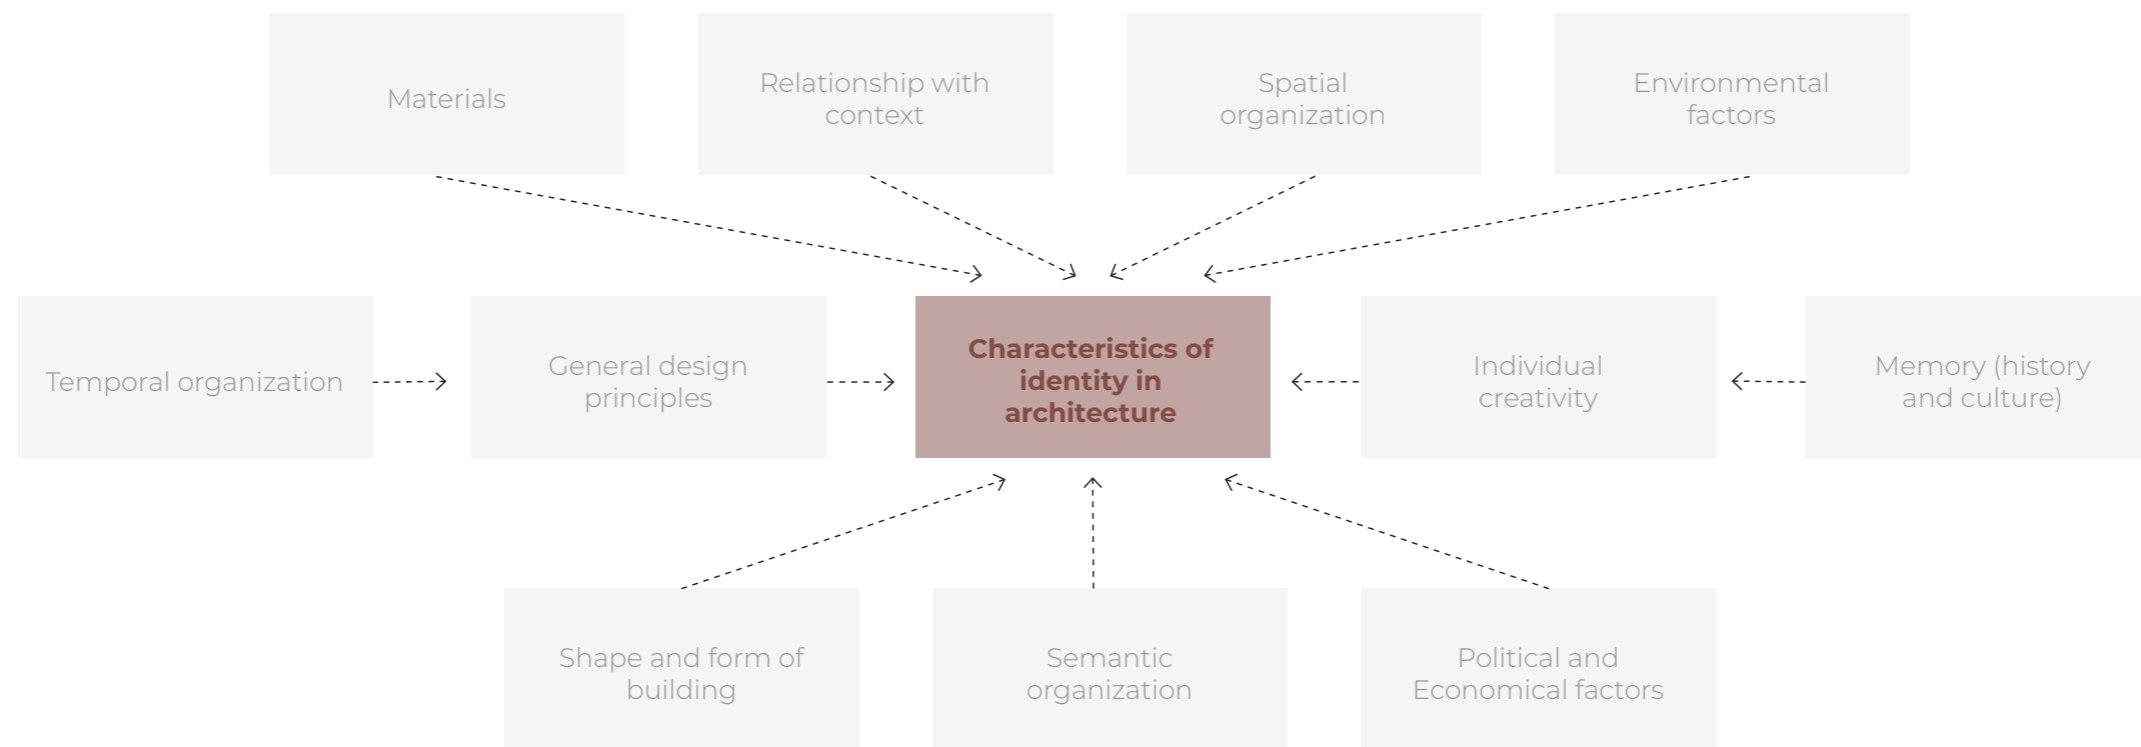 Materials
Relationship with
context
Spatial
organization
Environmental
factors
Temporal organization
General design
principles
Characteristics of
identity in
architecture
Individual
creativity
Memory (history
and culture)
Shape and form of
building
Semantic
organization
Political and
Economical factors